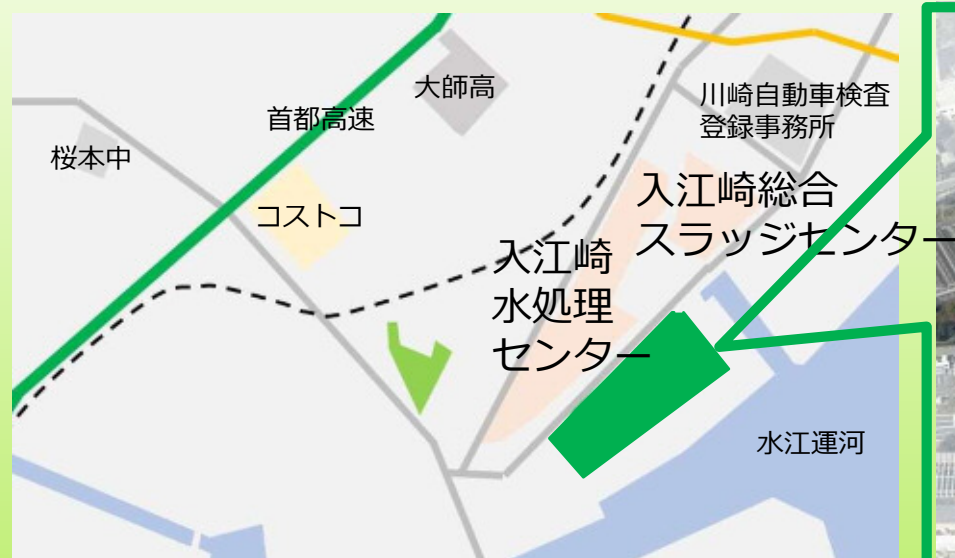 大師高
川崎自動車検査
登録事務所
首都高速
桜本中
入江崎総合
スラッジセンター
コストコ
入江崎
水処理
センター
水江運河